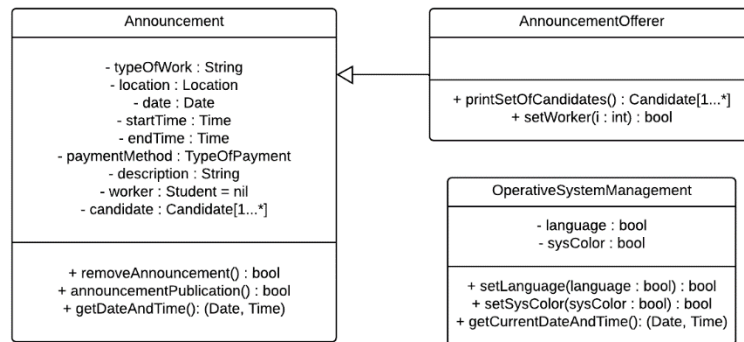 Announcement
- typeOfWork : String
- location : Location
- date : Date
- startTime : Time
- endTime : Time
- paymentMethod : TypeOfPayment
- description : String
- worker : Student = nil
- candidate : Candidate[1...*]
+ removeAnnouncement() : bool
+ announcementPublication() : bool
+ getDateAndTime(): (Date, Time)
AnnouncementOfferer
+ printSetOfCandidates() : Candidate[1...*]
+ setWorker(i : int) : bool
OperativeSystemManagement
- language : bool
- sysColor : bool
+ setLanguage(language : bool) : bool
+ setSysColor(sysColor : bool) : bool
+ getCurrentDateAndTime(): (Date, Time)